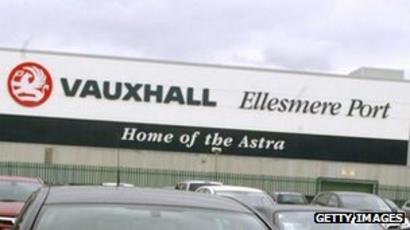 VAUXHALL Ellesmere Port
Home of the Astra
GETTY IMAGES